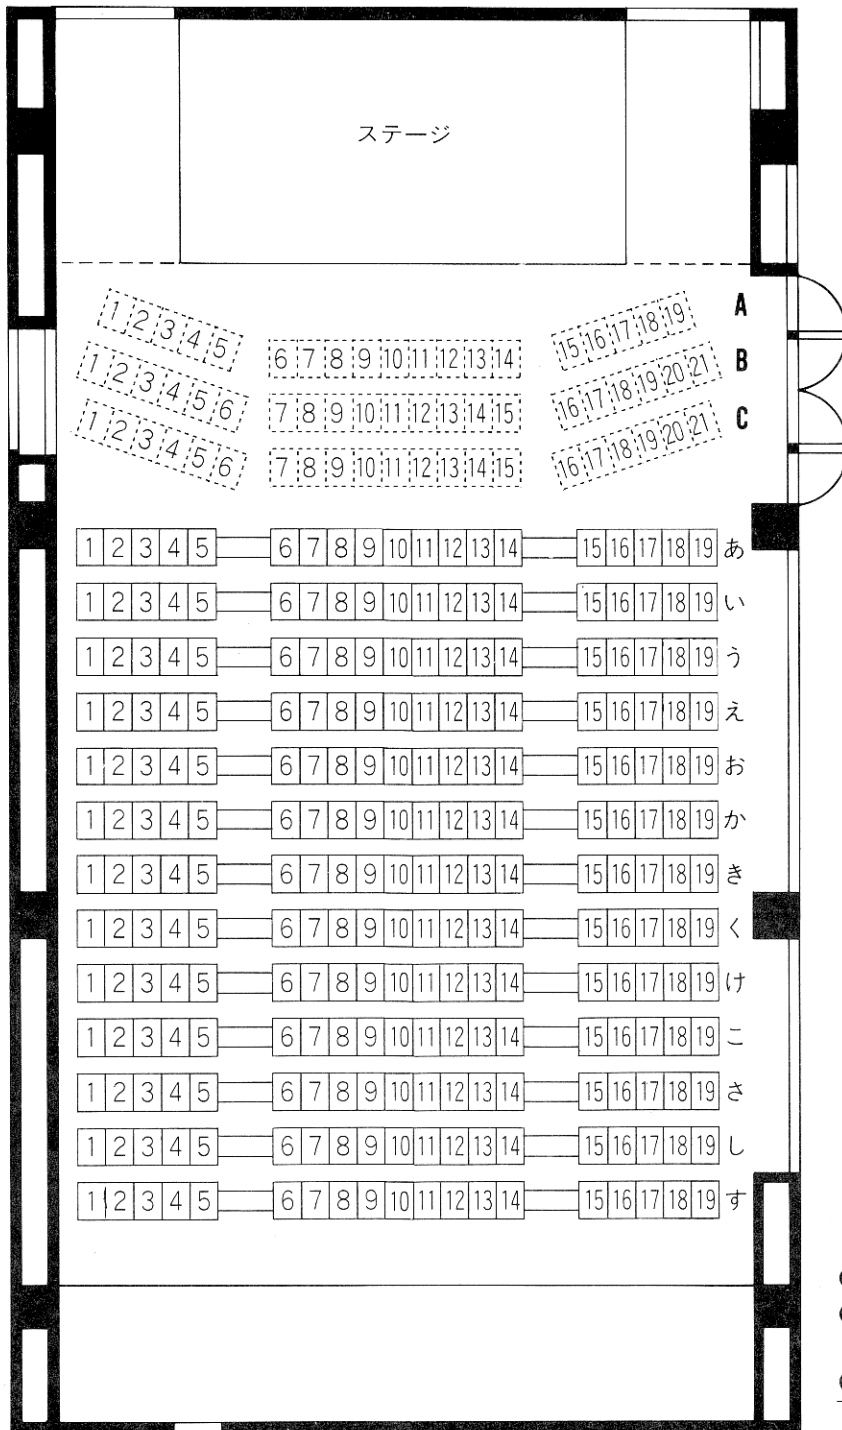 ステージ
1 2 3 4 5 6 7 8 9 10 11 12 13 14 15 16 17 18 19 A
1 2 3 4 5 6 7 8 9 10 11 12 13 14 15 16 17 18 19 20 21 B
1 2 3 4 5 6 7 8 9 10 11 12 13 14 15 16 17 18 19 20 21 C
1 2 3 4 5 6 7 8 9 10 11 12 13 14 15 16 17 18 19 あ
1 2 3 4 5 6 7 8 9 10 11 12 13 14 15 16 17 18 19 い
1 2 3 4 5 6 7 8 9 10 11 12 13 14 15 16 17 18 19 う
1 2 3 4 5 6 7 8 9 10 11 12 13 14 15 16 17 18 19 え
1 2 3 4 5 6 7 8 9 10 11 12 13 14 15 16 17 18 19 お
1 2 3 4 5 6 7 8 9 10 11 12 13 14 15 16 17 18 19 か
1 2 3 4 5 6 7 8 9 10 11 12 13 14 15 16 17 18 19 き
1 2 3 4 5 6 7 8 9 10 11 12 13 14 15 16 17 18 19 く
1 2 3 4 5 6 7 8 9 10 11 12 13 14 15 16 17 18 19 け
1 2 3 4 5 6 7 8 9 10 11 12 13 14 15 16 17 18 19 こ
1 2 3 4 5 6 7 8 9 10 11 12 13 14 15 16 17 18 19 さ
1 2 3 4 5 6 7 8 9 10 11 12 13 14 15 16 17 18 19 し
1 2 3 4 5 6 7 8 9 10 11 12 13 14 15 16 17 18 19 す